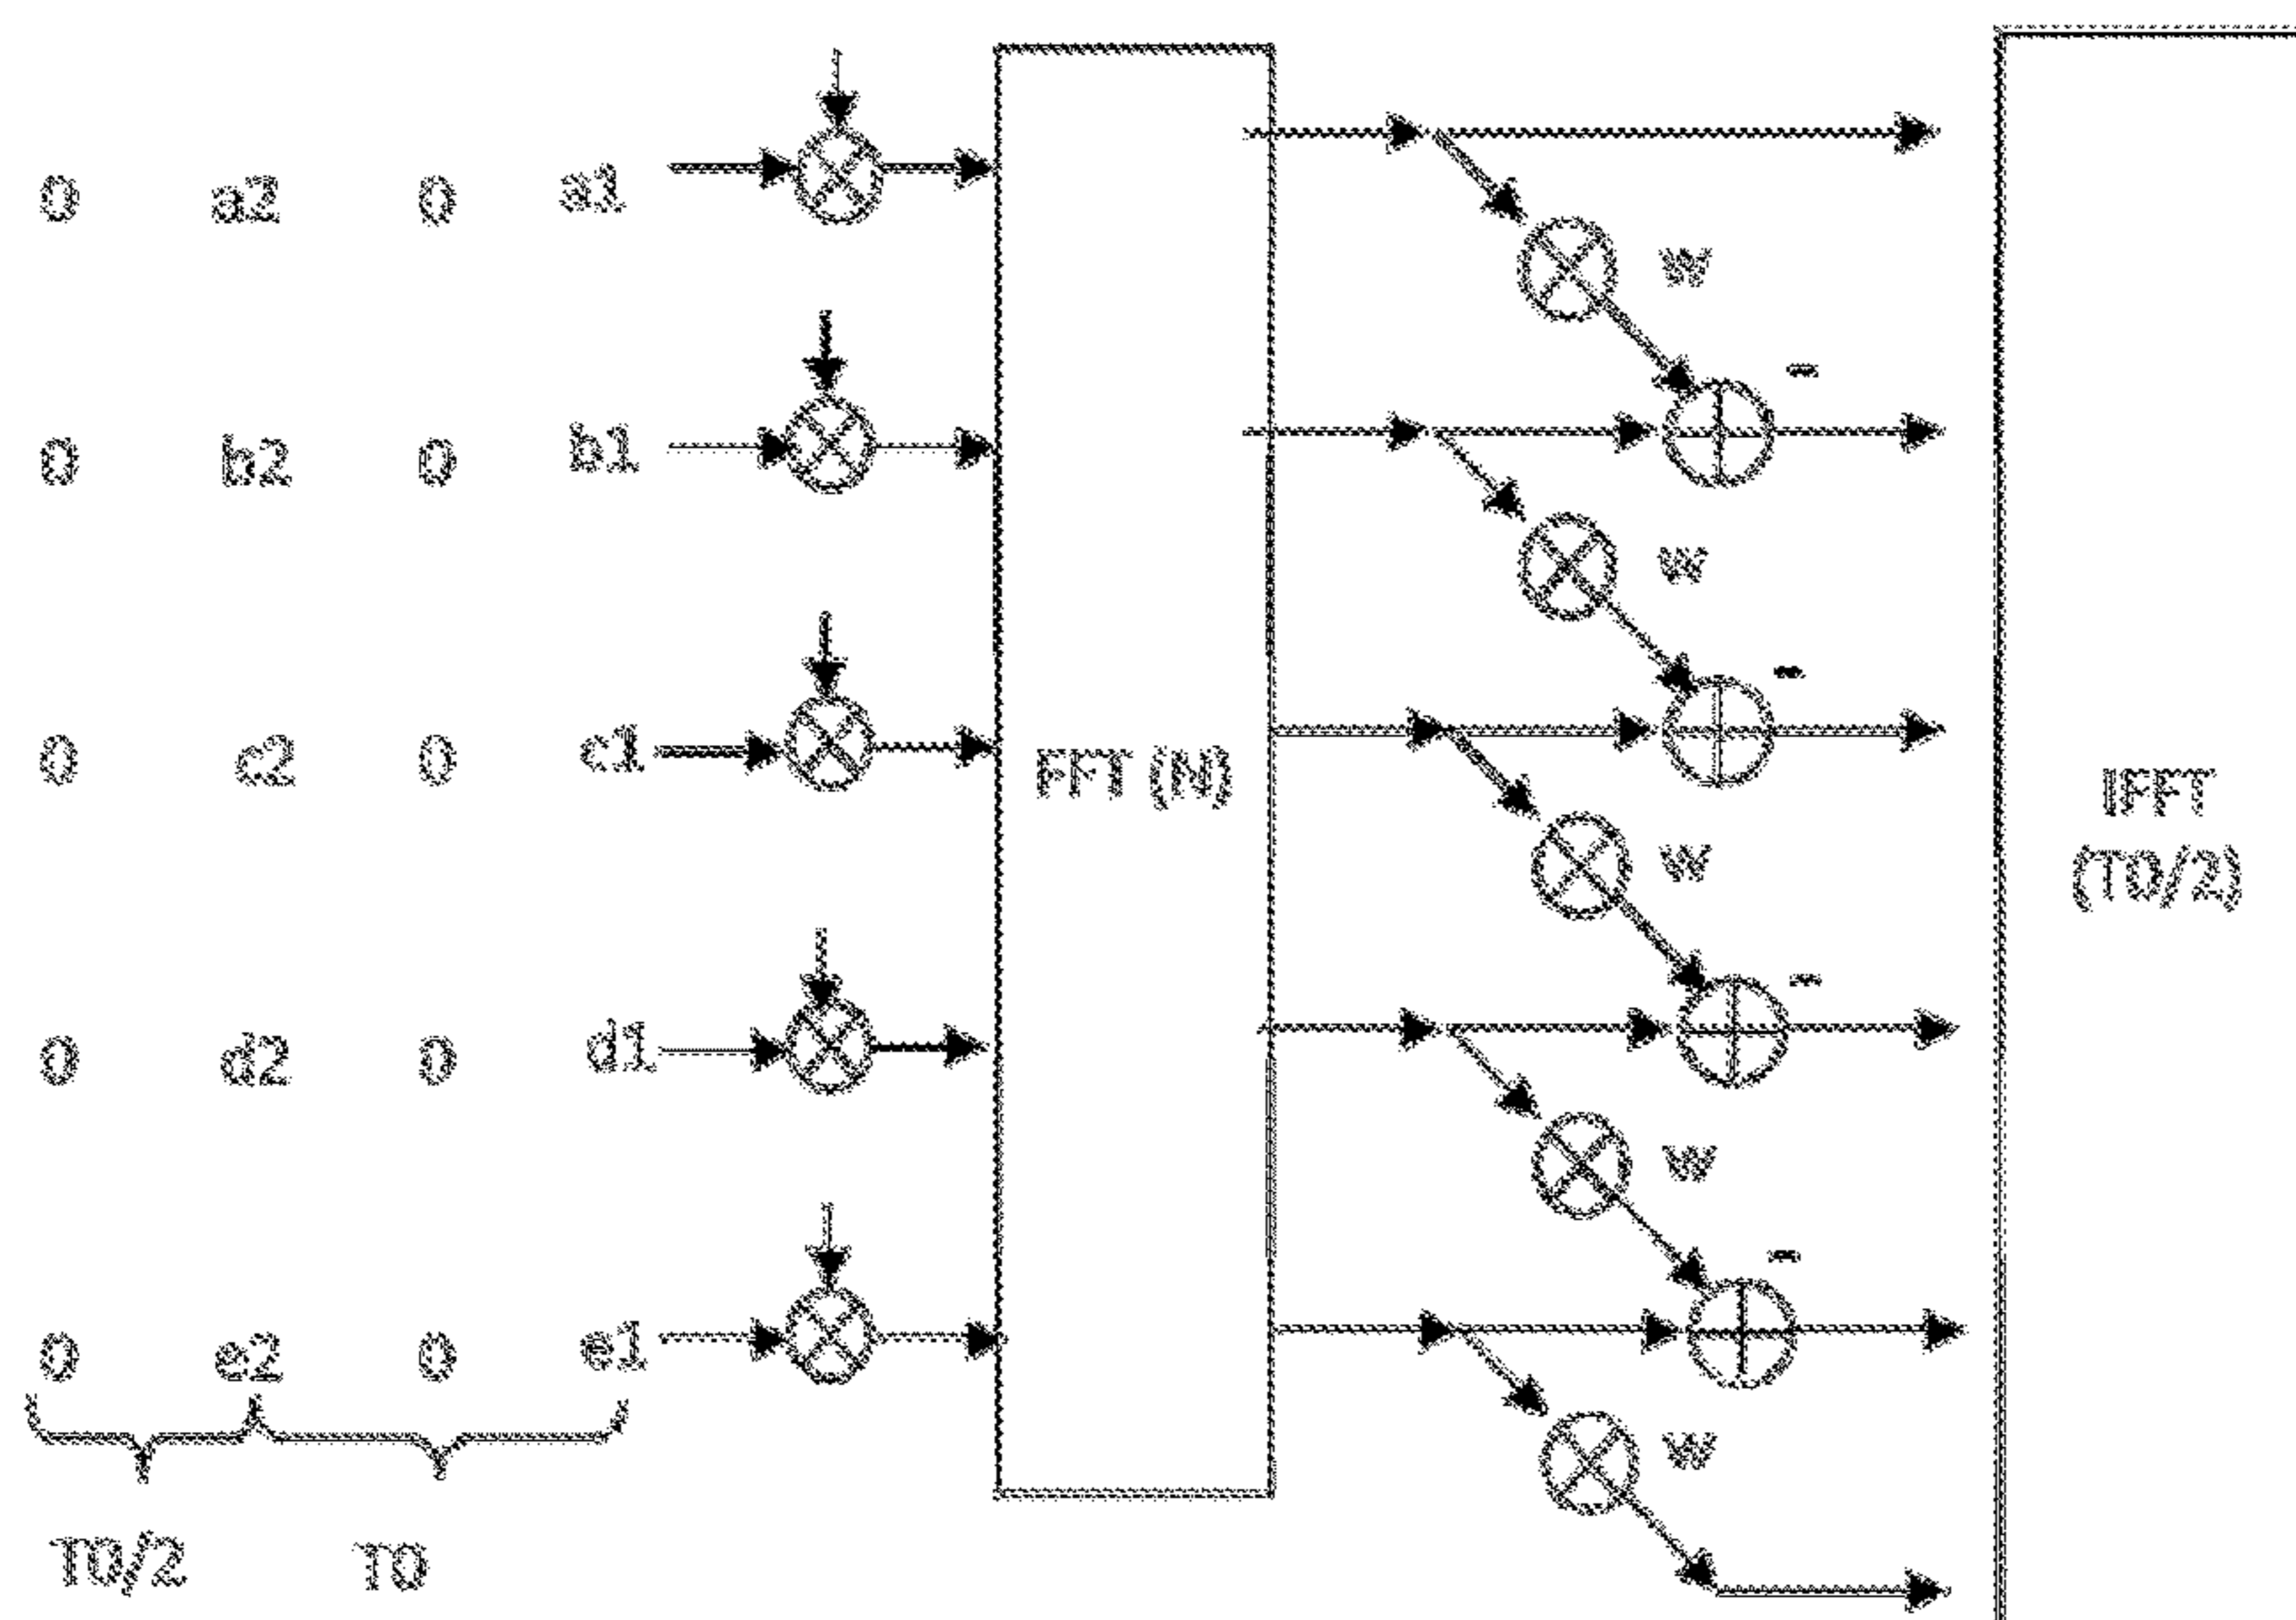 0 a2 0 a1
w
-
0 b2 0 b1
w
-
0 c2 0 c1
FFT (N)
IFFT
(T0/2)
w
-
0 d2 0 d1
w
-
0 e2 0 e1
w
T0/2 T0